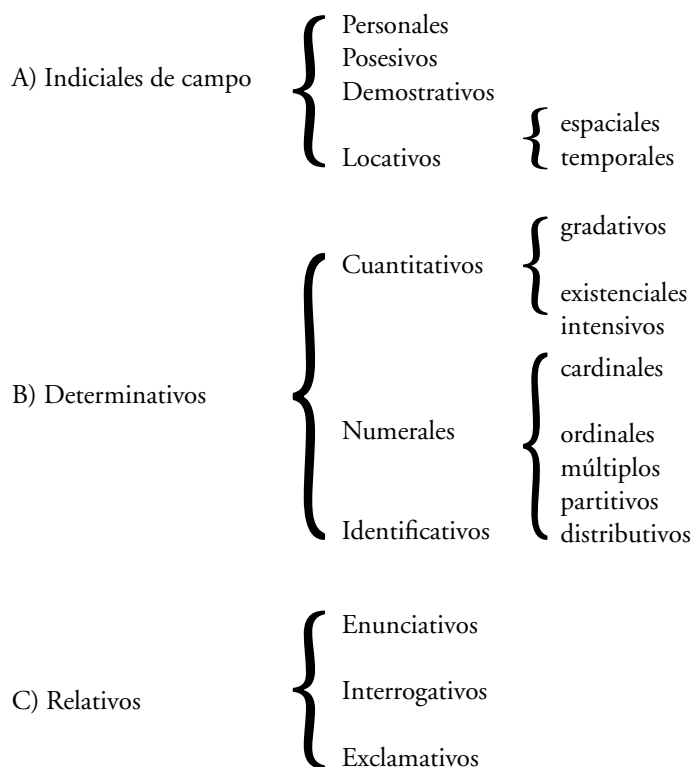 Personales
Posesivos
A) Indiciales de campo
Demostrativos
espaciales
Locativos
temporales
gradativos
Cuantitativos
existenciales
intensivos
cardinales
B) Determinativos
Numerales
ordinales
múltiplos
partitivos
Identificativos
distributivos
Enunciativos
C) Relativos
Interrogativos
Exclamativos